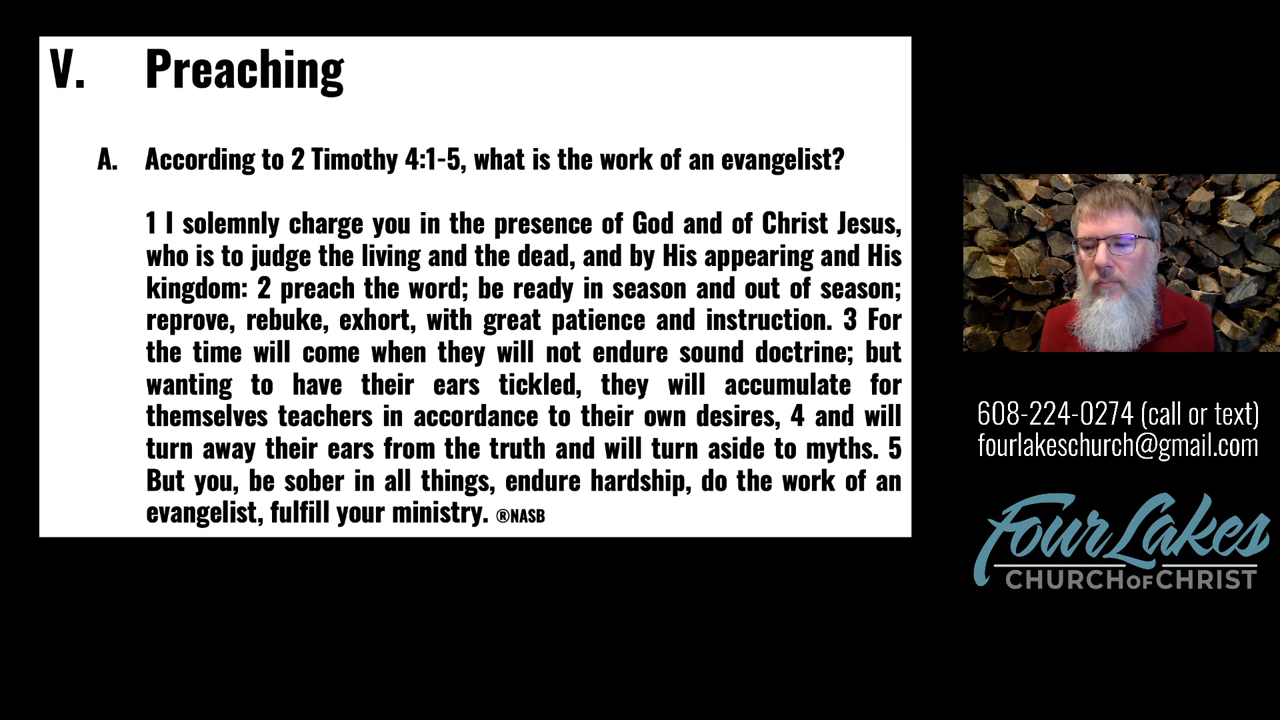 V. Preaching
A. According to 2 Timothy 4:1-5, what is the work of an evangelist?
1 I solemnly charge you in the presence of God and of Christ Jesus,
who is to judge the living and the dead, and by His appearing and His
kingdom: 2 preach the word; be ready in season and out of season;
reprove, rebuke, exhort, with great patience and instruction. 3 For
the time will come when they will not endure sound doctrine; but
wanting to have their ears tickled, they will accumulate for
themselves teachers in accordance to their own desires, 4 and will
turn away their ears from the truth and will turn aside to myths. 5
But you, be sober in all things, endure hardship, do the work of an
evangelist, fulfill your ministry. ®NASB
608-224-0274 (call or text)
fourlakeschurch@gmail.com
Four Lakes
CHURCH OF CHRIST